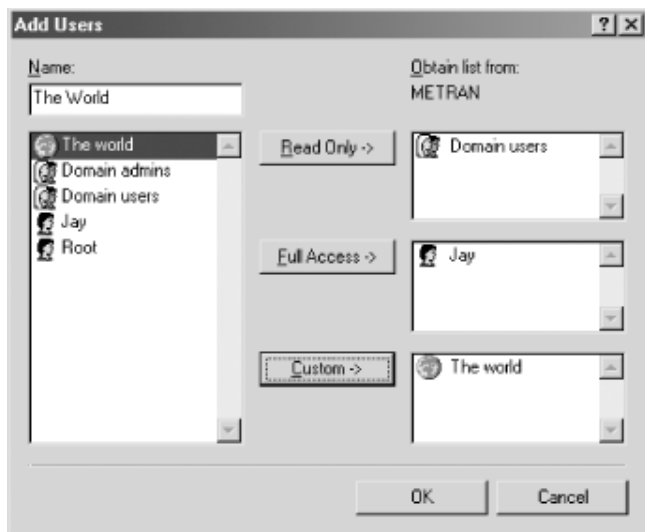 Add Users
Name:
Obtain list from:
The World
METRAN
The world
Domain admins
Domain users
Jay
Root
Read Only ->
Domain users
Full Access ->
Jay
Custom ->
The world
OK
Cancel